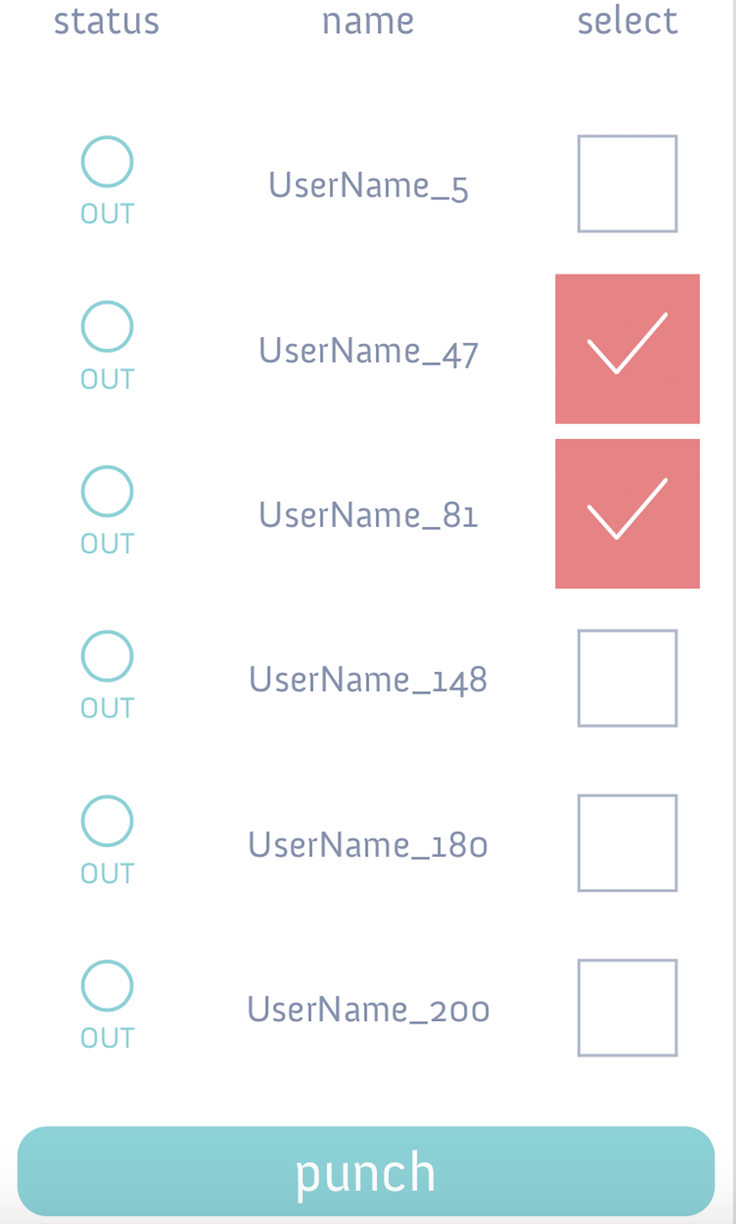 status name select
UserName_5
OUT
UserName_47
OUT
UserName_81
OUT
UserName_148
OUT
UserName_180
OUT
UserName_200
OUT
punch